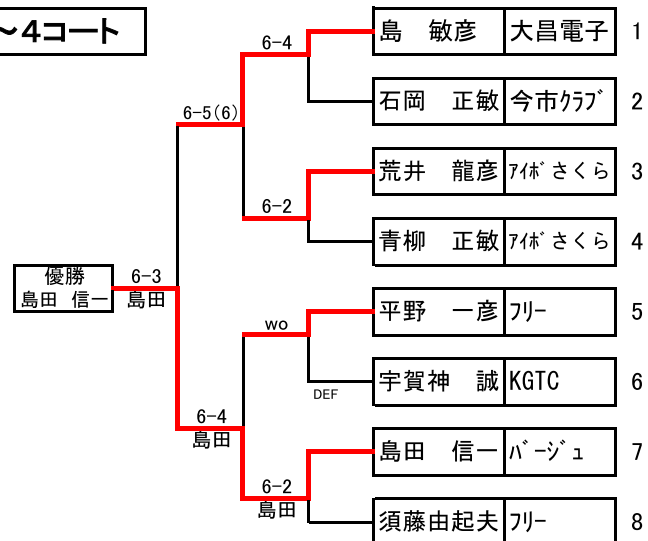 ～4コート
島　敏彦 大昌電子 1
6-4
石岡　正敏 今市ｸﾗﾌﾞ 2
6-5(6)
荒井　龍彦 ｱｲﾎﾞさくら 3
6-2
青柳　正敏 ｱｲﾎﾞさくら 4
優勝
島田　信一
6-3
島田
平野　一彦 ﾌﾘｰ 5
wo
宇賀神　誠 KGTC 6
DEF
6-4
島田
島田　信一 ﾊﾞｰｼﾞｭ 7
6-2
島田
須藤由起夫 ﾌﾘｰ 8